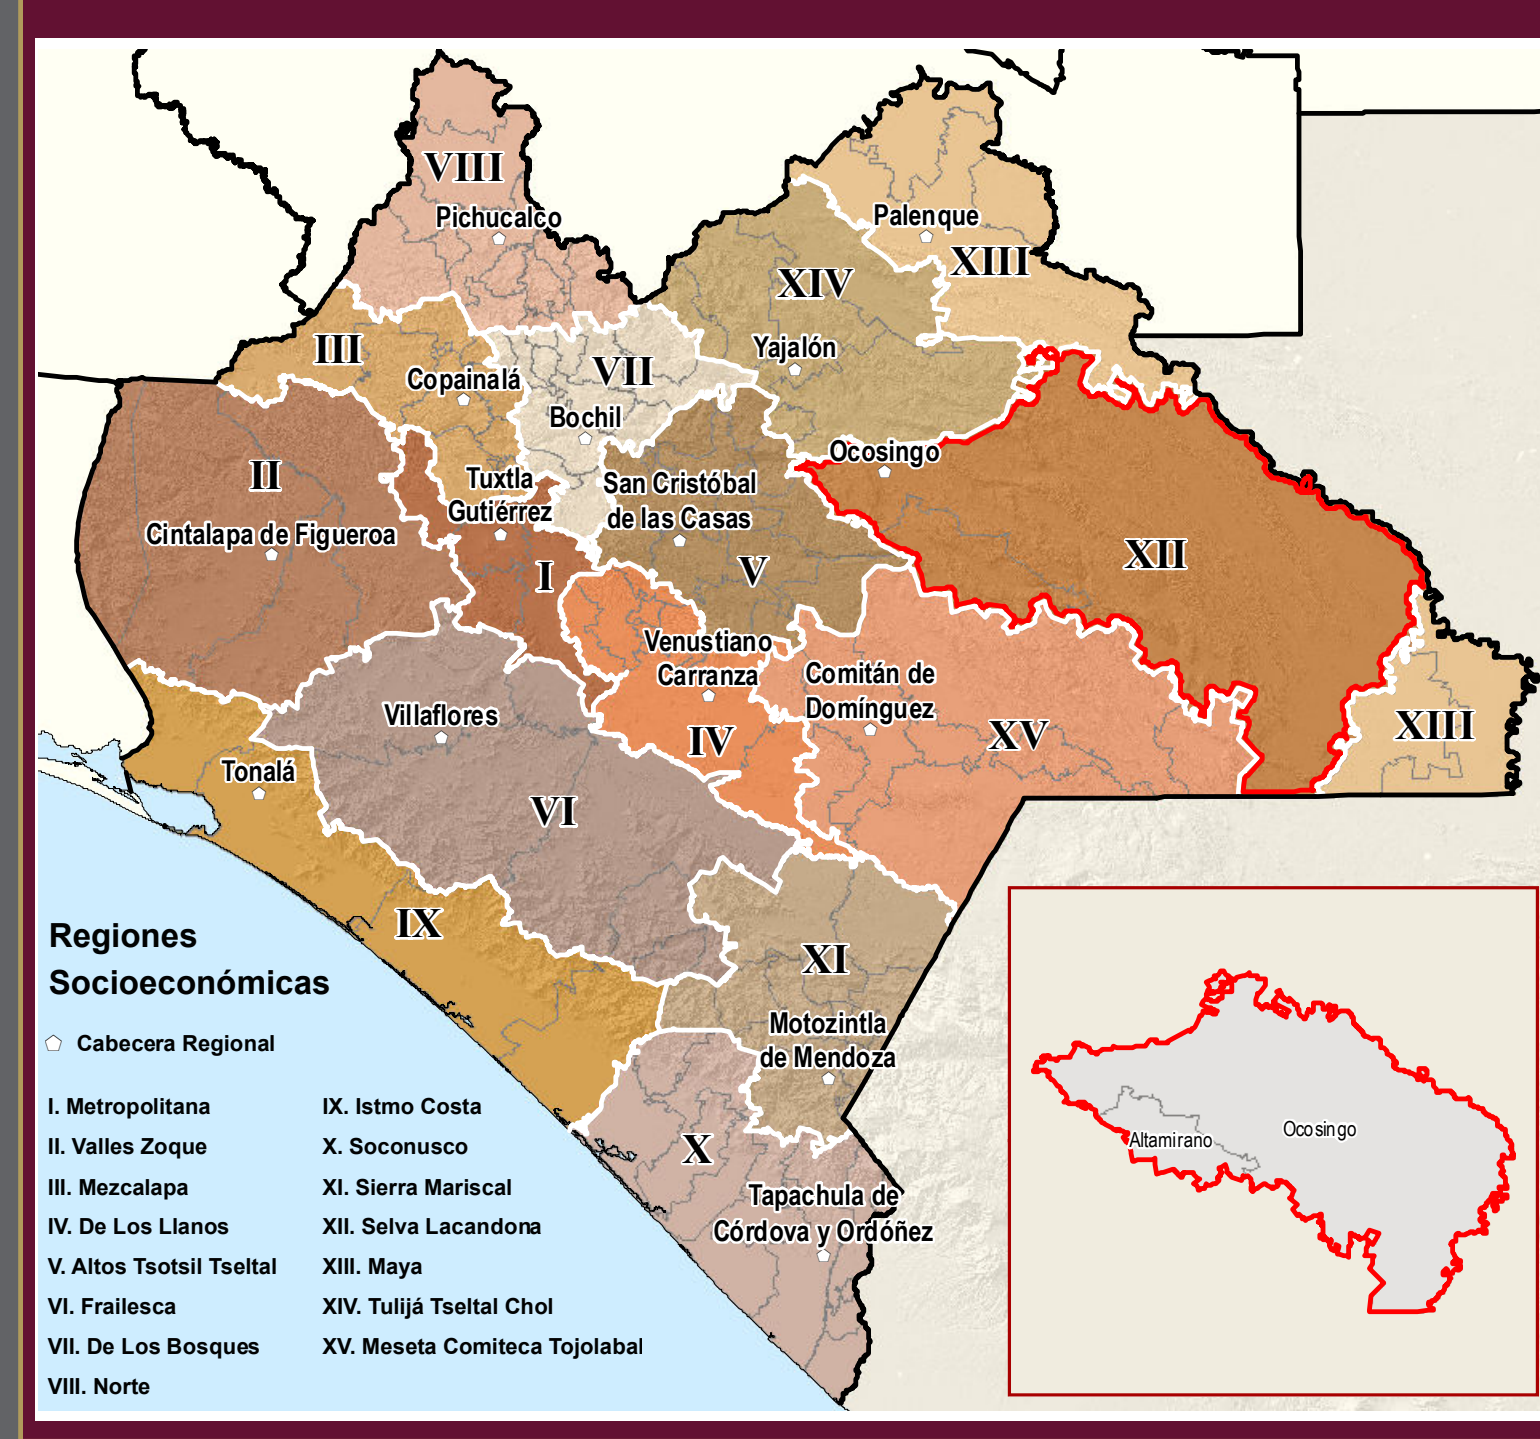 VIII
Pichucalco
Palenque
XIII
XIV
III
Yajalón
VII
Copainalá
Bochil
Ocosingo
II
Tuxtla
Gutiérrez
San Cristóbal
de las Casas
Cintalapa de Figueroa
XII
I
V
Venustiano
Carranza
Comitán de
Domínguez
Villaflores
IV
XV
XIII
Tonalá
VI
IX
XI
Motozintla
de Mendoza
X
Tapachula de
Córdova y Ordóñez
Regiones
Socioeconómicas
Cabecera Regional
I. Metropolitana
II. Valles Zoque
III. Mezcalapa
IV. De Los Llanos
V. Altos Tsotsil Tseltal
VI. Frailesca
VII. De Los Bosques
VIII. Norte
IX. Istmo Costa
X. Soconusco
XI. Sierra Mariscal
XII. Selva Lacandona
XIII. Maya
XIV. Tulijá Tseltal Chol
XV. Meseta Comiteca Tojolabal
Ocosingo
Altamirano